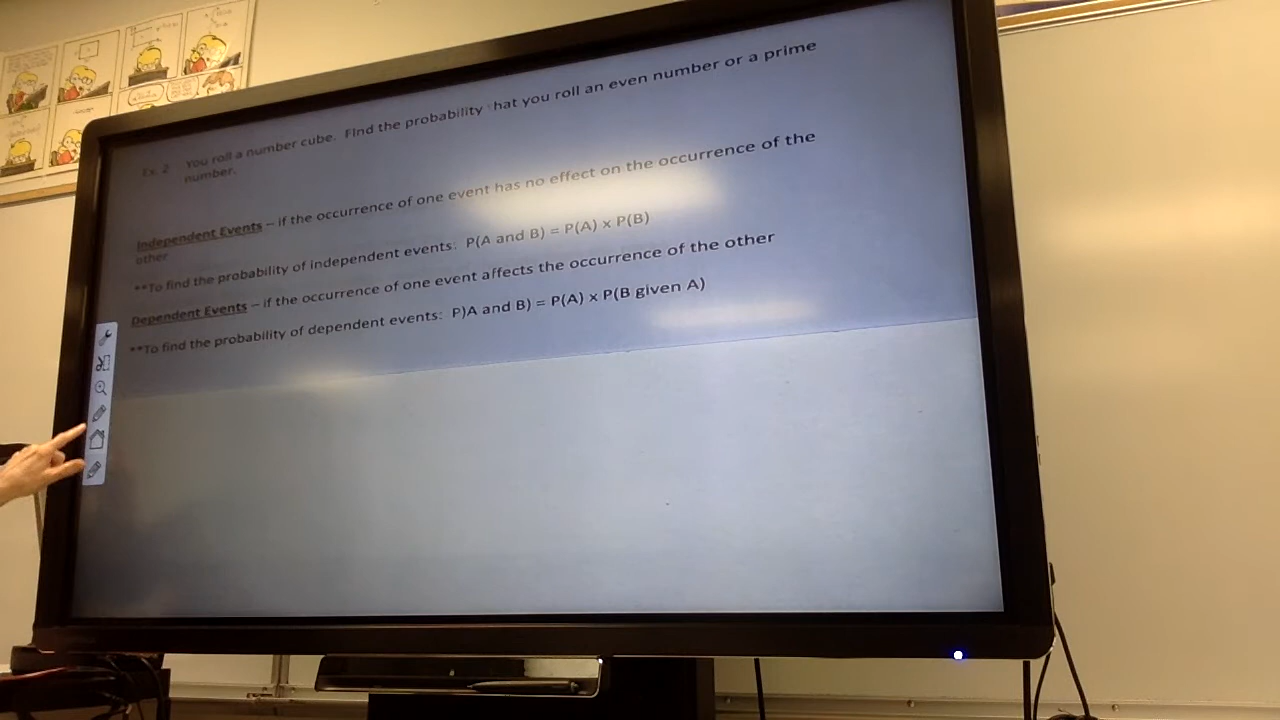 Ex. 2 You roll a number cube. Find the probability hat you roll an even number or a prime
number.
Independent Events – if the occurrence of one event has no effect on the occurrence of the
other
**To find the probability of independent events: P(A and B) = P(A) x P(B)
Dependent Events – if the occurrence of one event affects the occurrence of the other
**To find the probability of dependent events: P)A and B) = P(A) x P(B given A)